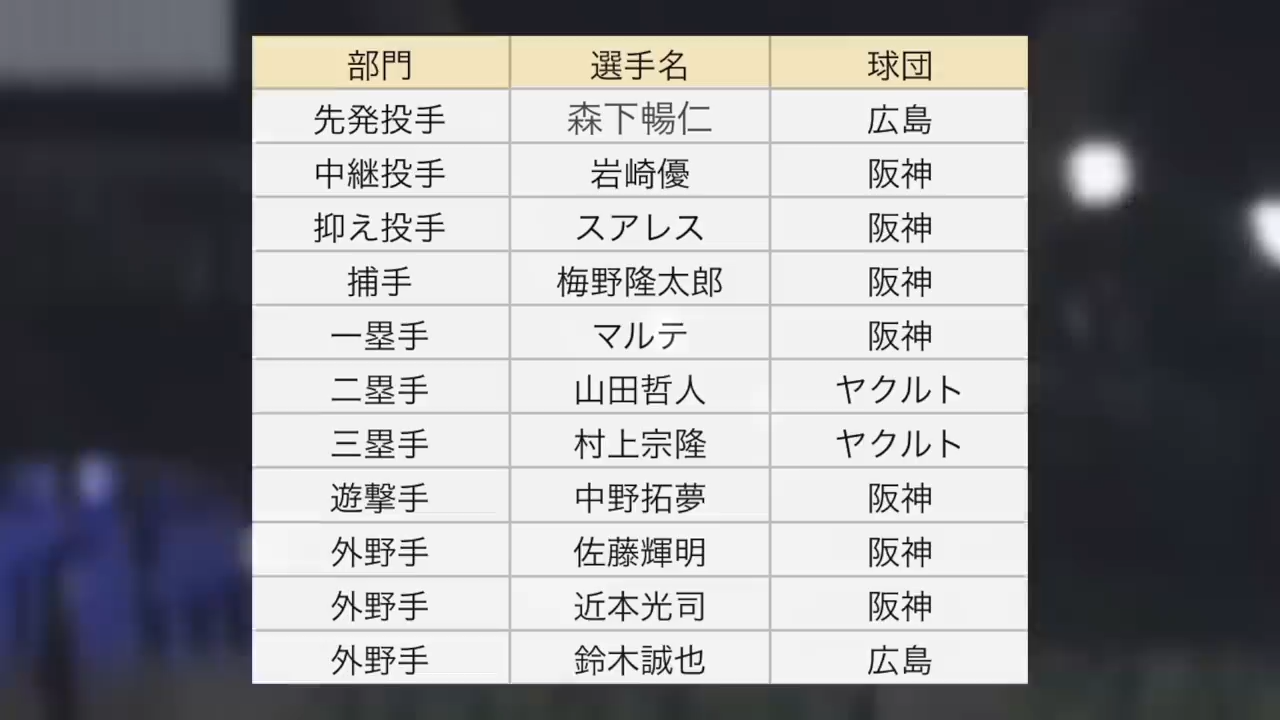 部門 選手名 球団
先発投手 森下暢仁 広島
中継投手 岩崎優 阪神
抑え投手 スアレス 阪神
捕手 梅野隆太郎 阪神
一塁手 マルテ 阪神
二塁手 山田哲人 ヤクルト
三塁手 村上宗隆 ヤクルト
遊撃手 中野拓夢 阪神
外野手 佐藤輝明 阪神
外野手 近本光司 阪神
外野手 鈴木誠也 広島